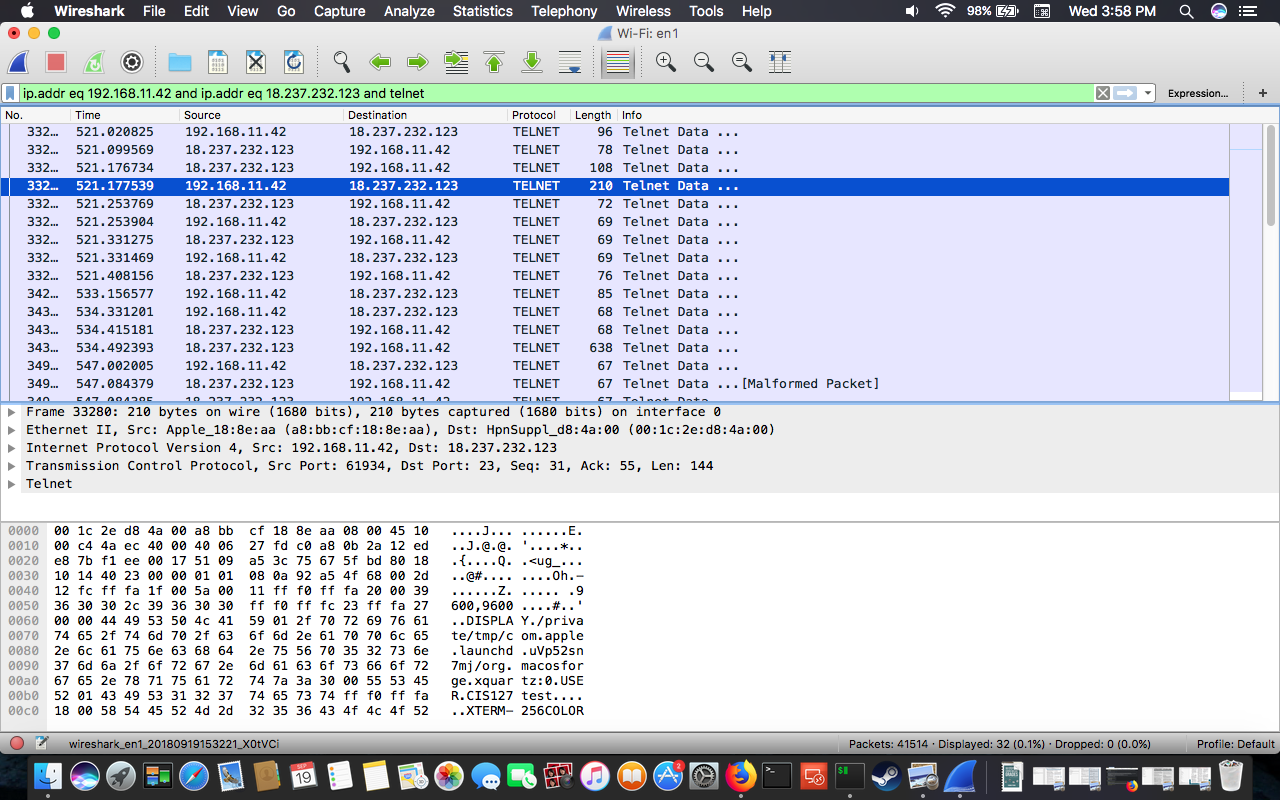 Wireshark File Edit View Go Capture Analyze Statistics Telephony Wireless Tools Help 98% Wed 3:58 PM
Wi-Fi: en1
ip.addr eq 192.168.11.42 and ip.addr eq 18.237.232.123 and telnet Expression... +
No. Time Source Destination Protocol Length Info
332... 521.020825 192.168.11.42 18.237.232.123 TELNET 96 Telnet Data ...
332... 521.099569 18.237.232.123 192.168.11.42 TELNET 78 Telnet Data ...
332... 521.176734 18.237.232.123 192.168.11.42 TELNET 108 Telnet Data ...
332... 521.177539 192.168.11.42 18.237.232.123 TELNET 210 Telnet Data ...
332... 521.253769 18.237.232.123 192.168.11.42 TELNET 72 Telnet Data ...
332... 521.253904 192.168.11.42 18.237.232.123 TELNET 69 Telnet Data ...
332... 521.331275 18.237.232.123 192.168.11.42 TELNET 69 Telnet Data ...
332... 521.331469 192.168.11.42 18.237.232.123 TELNET 69 Telnet Data ...
332... 521.408156 18.237.232.123 192.168.11.42 TELNET 76 Telnet Data ...
342... 533.156577 192.168.11.42 18.237.232.123 TELNET 85 Telnet Data ...
343... 534.331201 18.237.232.123 192.168.11.42 TELNET 68 Telnet Data ...
343... 534.415181 18.237.232.123 192.168.11.42 TELNET 68 Telnet Data ...
343... 534.492393 18.237.232.123 192.168.11.42 TELNET 638 Telnet Data ...
349... 547.002005 192.168.11.42 18.237.232.123 TELNET 67 Telnet Data ...
349... 547.084379 18.237.232.123 192.168.11.42 TELNET 67 Telnet Data ...[Malformed Packet]
Frame 33280: 210 bytes on wire (1680 bits), 210 bytes captured (1680 bits) on interface 0
Ethernet II, Src: Apple_18:8e:aa (a8:bb:cf:18:8e:aa), Dst: HpnSuppl_d8:4a:00 (00:1c:2e:d8:4a:00)
Internet Protocol Version 4, Src: 192.168.11.42, Dst: 18.237.232.123
Transmission Control Protocol, Src Port: 61934, Dst Port: 23, Seq: 31, Ack: 55, Len: 144
Telnet
0000 00 1c 2e d8 4a 00 a8 bb cf 18 8e aa 08 00 45 10 ....J... ......E.
0010 00 c4 4a ec 40 00 40 06 27 fd c0 a8 0b 2a 12 ed ..J.@.@. '....*..
0020 e8 7b f1 ee 00 17 51 09 a5 3c 75 67 5f bd 80 18 .{....Q. .<ug_...
0030 10 14 40 23 00 00 01 01 08 0a 92 a5 4f 68 00 2d ..@#.... ....Oh.-
0040 12 fc ff fa 1f 00 5a 00 11 ff f0 ff fa 20 00 39 ......Z. ..... .9
0050 36 30 30 2c 39 36 30 30 ff f0 ff fc 23 ff fa 27 600,9600 ....#..'
0060 00 00 44 49 53 50 4c 41 59 01 2f 70 72 69 76 61 ..DISPLA Y./priva
0070 74 65 2f 74 6d 70 2f 63 6f 6d 2e 61 70 70 6c 65 te/tmp/c om.apple
0080 2e 6c 61 75 6e 63 68 64 2e 75 56 70 35 32 73 6e .launchd .uVp52sn
0090 37 6d 6a 2f 6f 72 67 2e 6d 61 63 6f 73 66 6f 72 7mj/org. macosfor
00a0 67 65 2e 78 71 75 61 72 74 7a 3a 30 00 55 53 45 ge.xquar tz:0.USE
00b0 52 01 43 49 53 31 32 37 74 65 73 74 ff f0 ff fa R.CIS127 test....
00c0 18 00 58 54 45 52 4d 2d 32 35 36 43 4f 4c 4f 52 ..XTERM- 256COLOR
wireshark_en1_20180919153221_X0tVCi Packets: 41514 · Displayed: 32 (0.1%) · Dropped: 0 (0.0%) Profile: Default
SEP
19
2